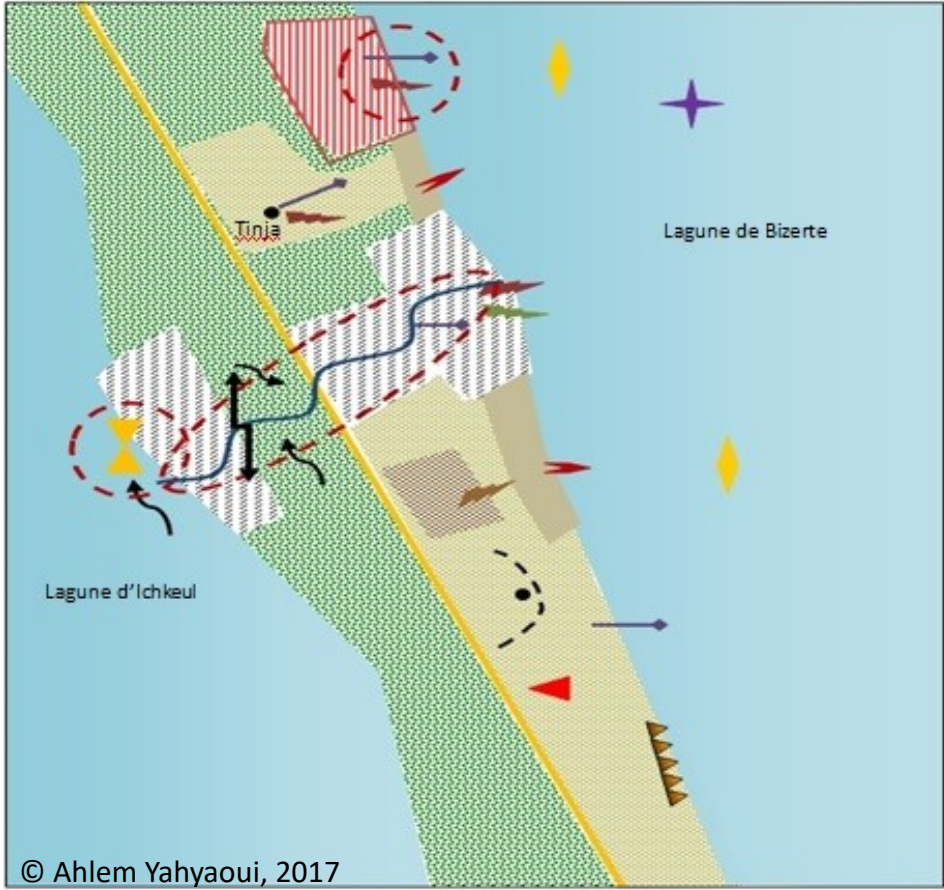 Tinja
Lagune de Bizerte
Lagune d’Ichkeul
© Ahlem Yahyaoui, 2017